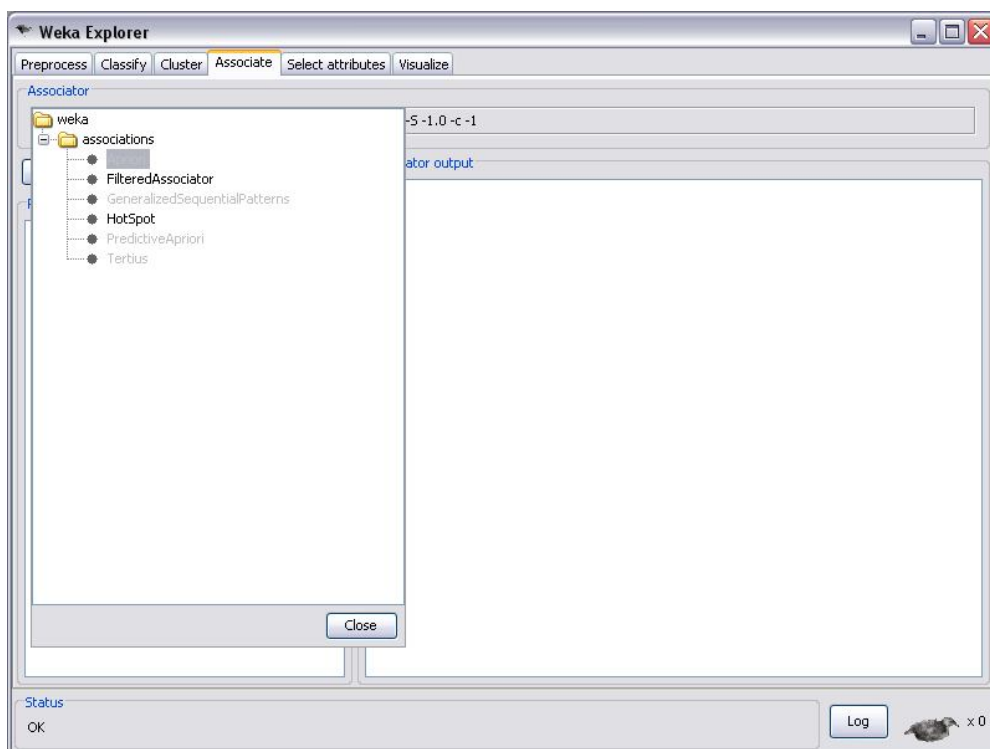 Weka Explorer
Preprocess Classify Cluster Associate Select attributes Visualize
Associator
-S -1.0 -c -1
weka
associations
Apriori
FilteredAssociator
GeneralizedSequentialPatterns
HotSpot
PredictiveApriori
Tertius
ator output
Close
Status
OK
Log
x 0